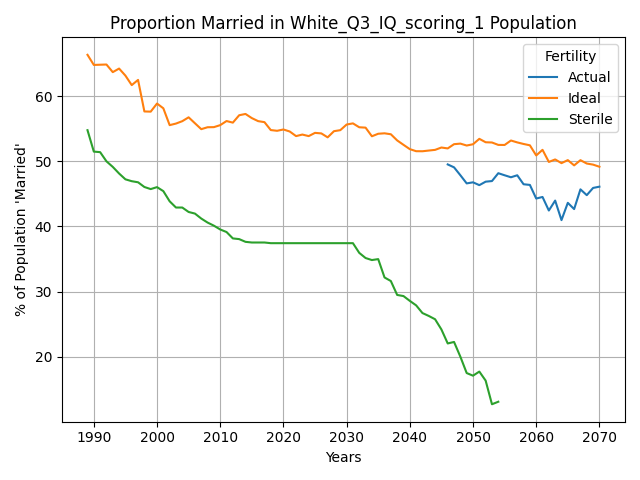 Proportion Married in White_Q3_IQ_scoring_1 Population
Fertility
Actual
Ideal
Sterile
% of Population 'Married'
60
50
40
30
20
1990 2000 2010 2020 2030 2040 2050 2060 2070
Years